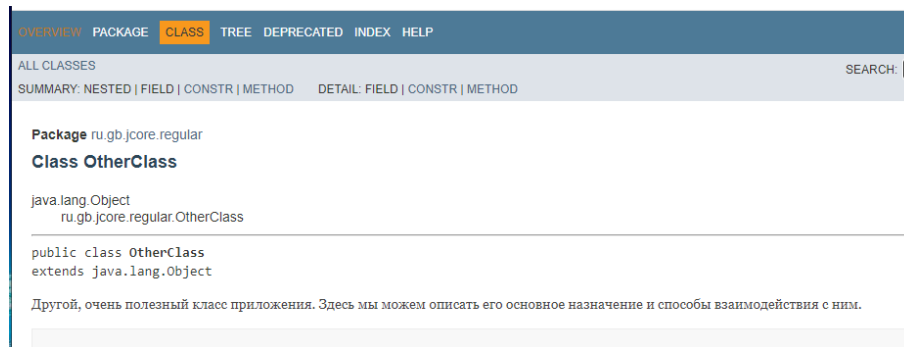 OVERVIEW PACKAGE CLASS TREE DEPRECATED INDEX HELP
ALL CLASSES
SEARCH:
SUMMARY: NESTED | FIELD | CONSTR | METHOD DETAIL: FIELD | CONSTR | METHOD
Package ru.gb.jcore.regular
Class OtherClass
java.lang.Object
ru.gb.jcore.regular.OtherClass
public class OtherClass
extends java.lang.Object
Другой, очень полезный класс приложения. Здесь мы можем описать его основное назначение и способы взаимодействия с ним.